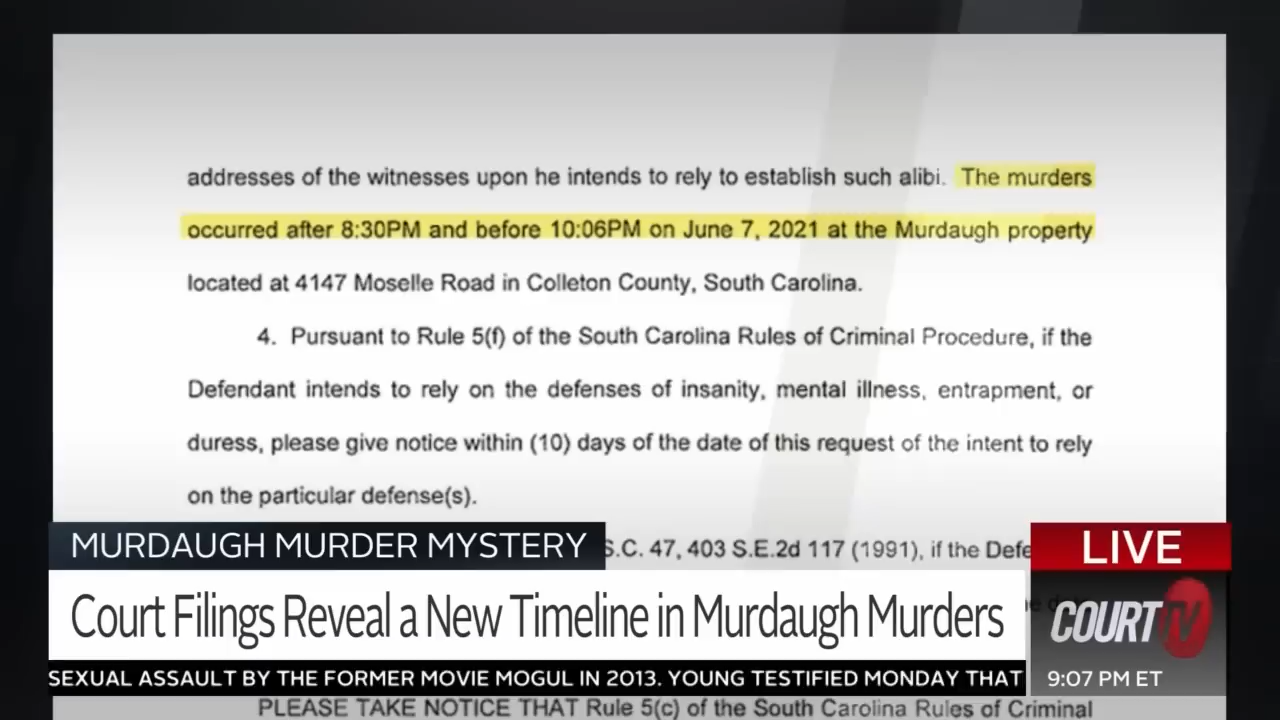 addresses of the witnesses upon he intends to rely to establish such alibi. The murders
occurred after 8:30PM and before 10:06PM on June 7, 2021 at the Murdaugh property
located at 4147 Moselle Road in Colleton County, South Carolina.
4. Pursuant to Rule 5(f) of the South Carolina Rules of Criminal Procedure, if the
Defendant intends to rely on the defenses of insanity, mental illness, entrapment, or
duress, please give notice within (10) days of the date of this request of the intent to rely
on the particular defense(s).
S.C. 47, 403 S.E.2d 117 (1991), if the Defe
MURDAUGH MURDER MYSTERY
LIVE
Court Filings Reveal a New Timeline in Murdaugh Murders
COURT TV
SEXUAL ASSAULT BY THE FORMER MOVIE MOGUL IN 2013. YOUNG TESTIFIED MONDAY THAT
9:07 PM ET
PLEASE TAKE NOTICE THAT Rule 5(c) of the South Carolina Rules of Criminal